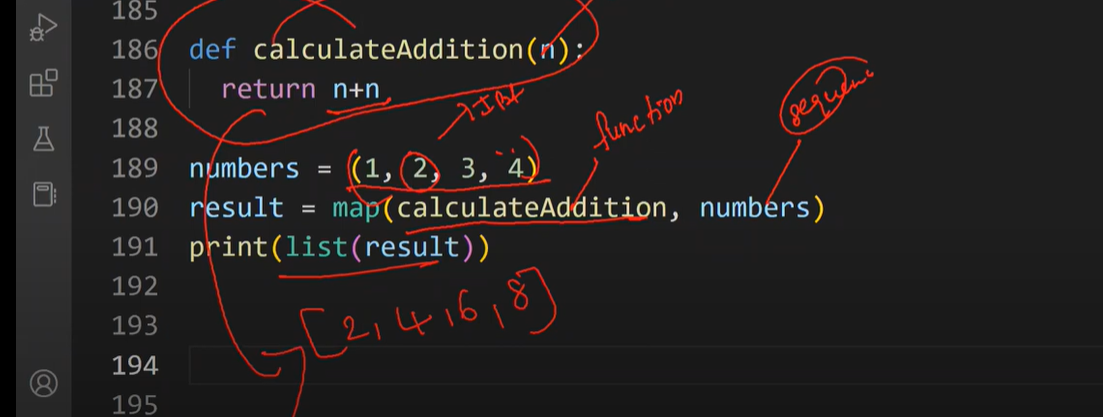 185
186 def calculateAddition(n):
187 return n+n
188
189 numbers = (1, 2, 3, 4)
function
sequence
190 result = map(calculateAddition, numbers)
191 print(list(result))
192
[2,4,6,8]
193
194
195